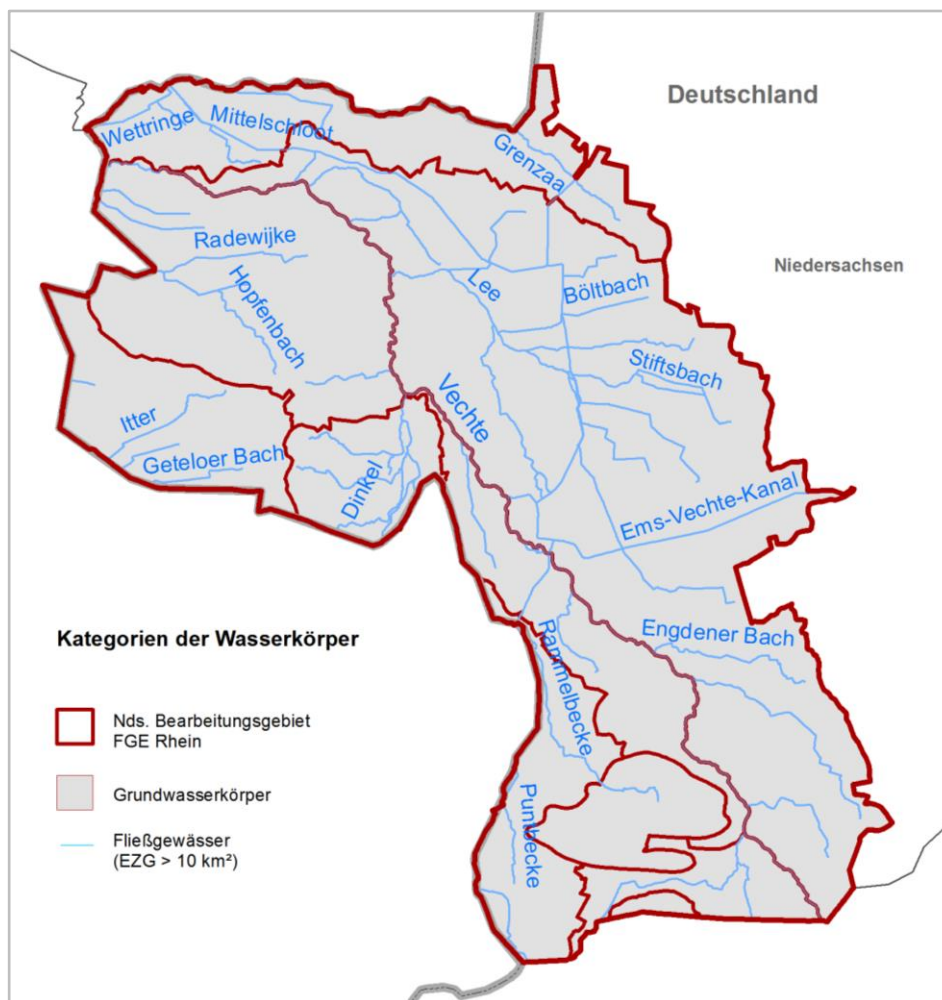 Deutschland
Wettringe
Mittelschloot
Grenzaa
Radewijke
Niedersachsen
Hopfenbach
Lee
Böltbach
Stiftsbach
Vechte
Itter
Geteloer Bach
Dinkel
Ems-Vechte-Kanal
Engdener Bach
Rammelbecke
Puntbecke
Kategorien der Wasserkörper
Nds. Bearbeitungsgebiet
FGE Rhein
Grundwasserkörper
Fließgewässer
(EZG > 10 km²)